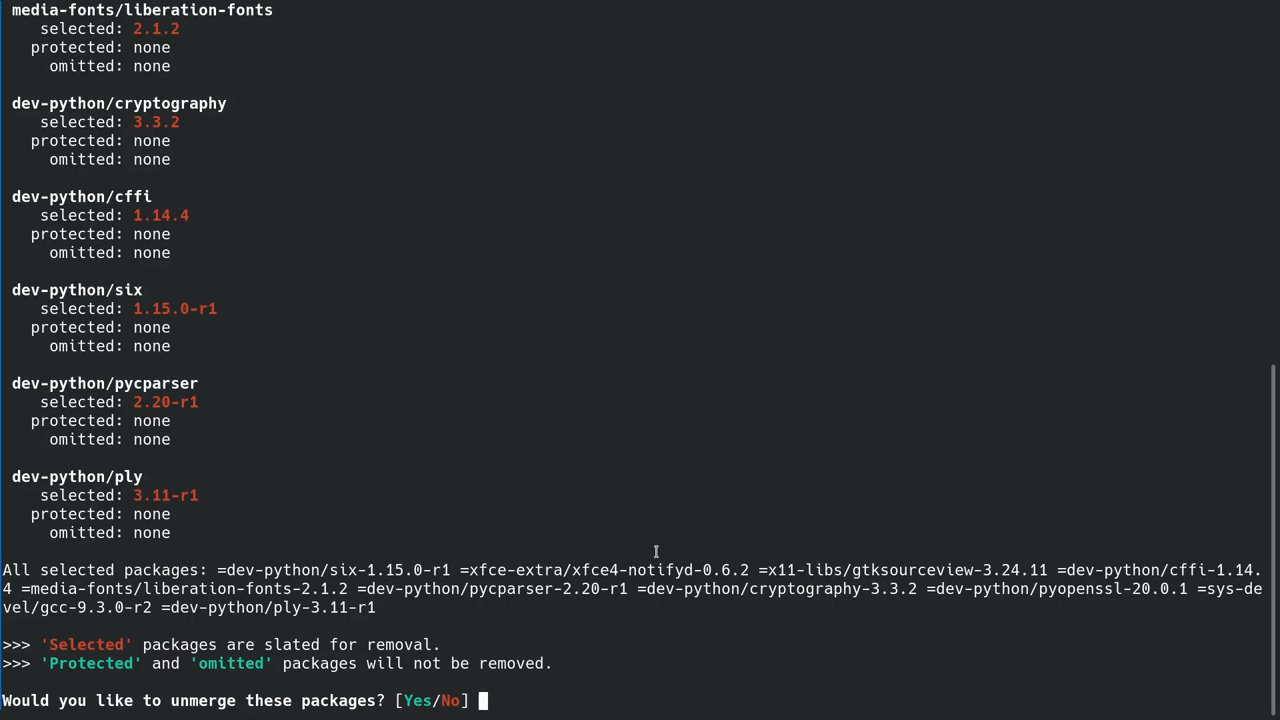 media-fonts/liberation-fonts
selected: 2.1.2
protected: none
omitted: none
dev-python/cryptography
selected: 3.3.2
protected: none
omitted: none
dev-python/cffi
selected: 1.14.4
protected: none
omitted: none
dev-python/six
selected: 1.15.0-r1
protected: none
omitted: none
dev-python/pycparser
selected: 2.20-r1
protected: none
omitted: none
dev-python/ply
selected: 3.11-r1
protected: none
omitted: none
All selected packages: =dev-python/six-1.15.0-r1 =xfce-extra/xfce4-notifyd-0.6.2 =x11-libs/gtksourceview-3.24.11 =dev-python/cffi-1.14.
4 =media-fonts/liberation-fonts-2.1.2 =dev-python/pycparser-2.20-r1 =dev-python/cryptography-3.3.2 =dev-python/pyopenssl-20.0.1 =sys-de
vel/gcc-9.3.0-r2 =dev-python/ply-3.11-r1
>>> 'Selected' packages are slated for removal.
>>> 'Protected' and 'omitted' packages will not be removed.
Would you like to unmerge these packages? [Yes/No]